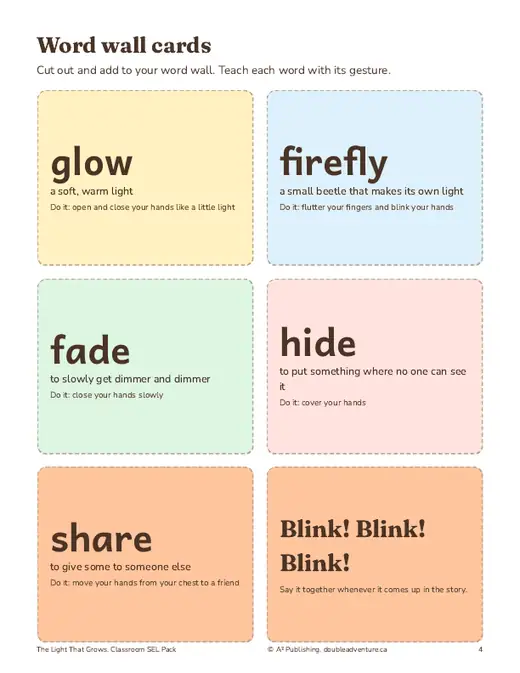 Word wall cards
Cut out and add to your word wall. Teach each word with its gesture.
glow
a soft, warm light
Do it: open and close your hands like a little light
firefly
a small beetle that makes its own light
Do it: flutter your fingers and blink your hands
fade
to slowly get dimmer and dimmer
Do it: close your hands slowly
hide
to put something where no one can see
it
Do it: cover your hands
share
to give some to someone else
Do it: move your hands from your chest to a friend
Blink! Blink!
Blink!
Say it together whenever it comes up in the story.
The Light That Grows. Classroom SEL Pack
© A² Publishing. doubleadventure.ca
4